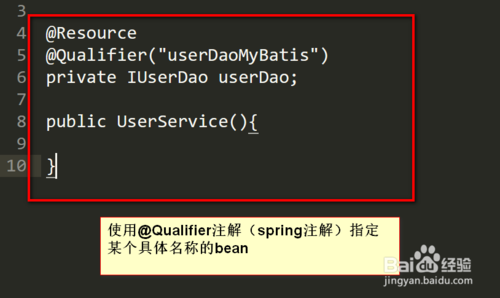 3
4 @Resource
5 @Qualifier("userDaoMyBatis")
6 private IUserDao userDao;
7
8 public UserService(){
9
10 }
使用@Qualifier注解（spring注解）指定
某个具体名称的bean
Bai du 经验
jingyan.baidu.com